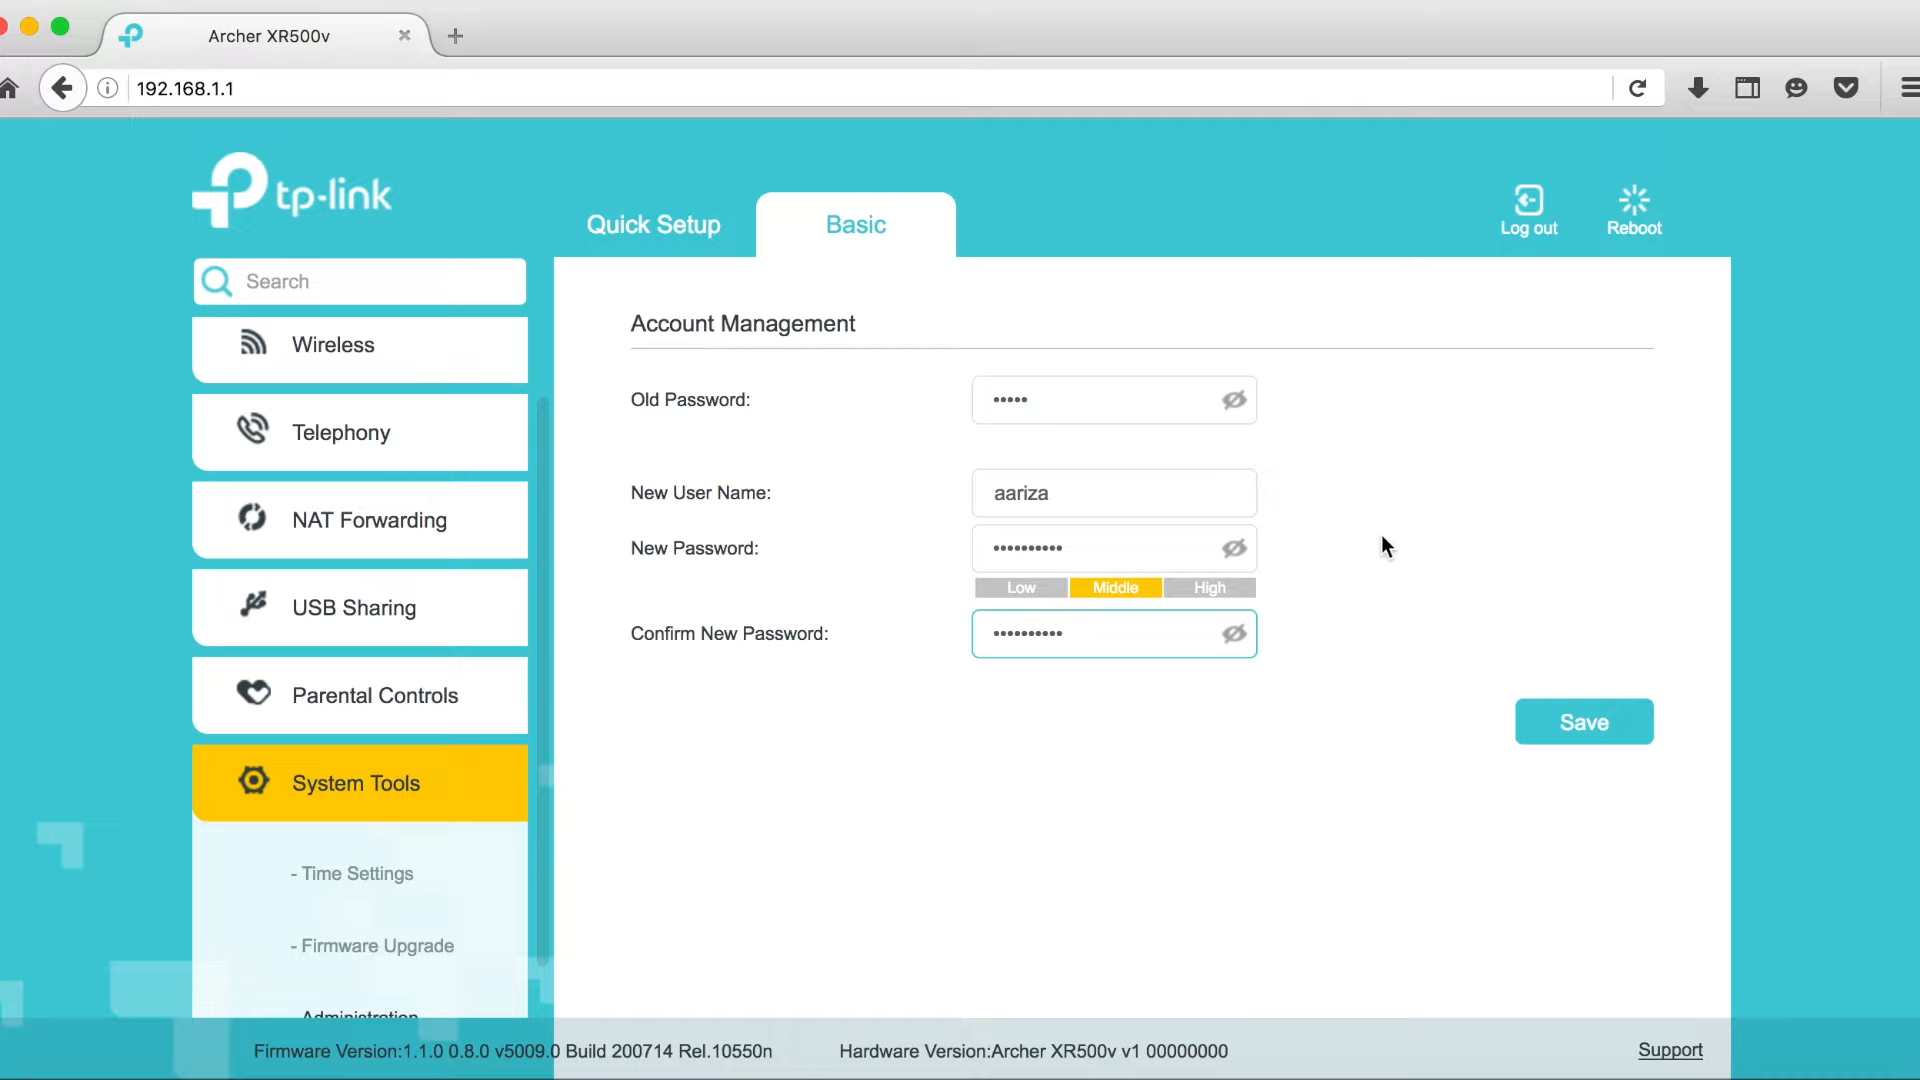 Archer XR500v
192.168.1.1
tp-link
Quick Setup
Basic
Log out
Reboot
Search
Wireless
Telephony
NAT Forwarding
USB Sharing
Parental Controls
System Tools
- Time Settings
- Firmware Upgrade
Administration
Account Management
Old Password:
•••••
New User Name:
aariza
New Password:
••••••••••
Low
Middle
High
Confirm New Password:
••••••••••
Save
Firmware Version:1.1.0 0.8.0 v5009.0 Build 200714 Rel.10550n
Hardware Version:Archer XR500v v1 00000000
Support